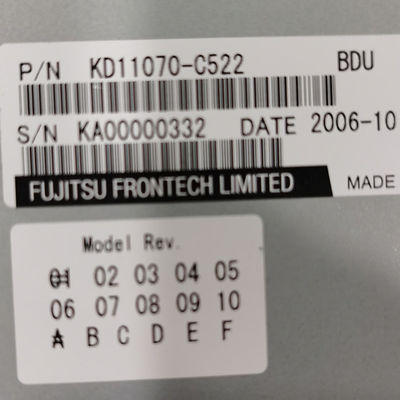 P/N KD11070-C522 BDU
S/N KA00000332 DATE 2006-10
FUJITSU FRONTECH LIMITED MADE
Model Rev.
01 02 03 04 05
06 07 08 09 10
A B C D E F